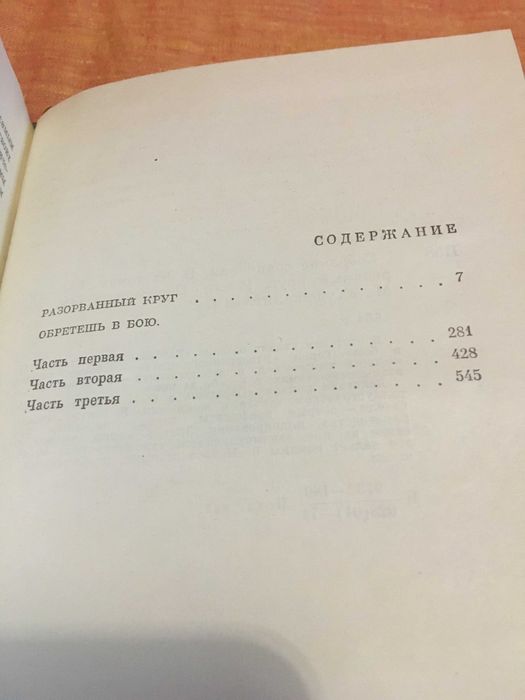 СОДЕРЖАНИЕ
РАЗОРВАННЫЙ КРУГ . . . . . . . . . . . . . . 7
ОБРЕТЕШЬ В БОЮ.
Часть первая . . . . . . . . . . . . . . . . 281
Часть вторая . . . . . . . . . . . . . . . . 428
Часть третья . . . . . . . . . . . . . . . . 545